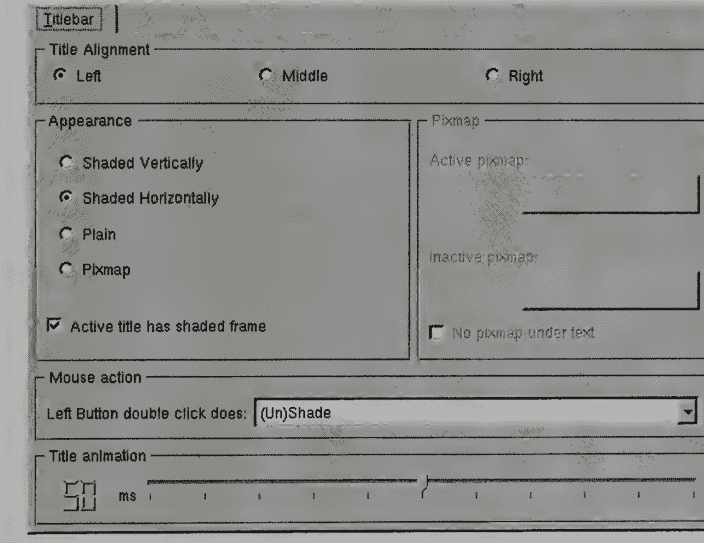 Titlebar
Title Alignment
Left Middle Right
Appearance
Shaded Vertically
Shaded Horizontally
Plain
Pixmap
Active title has shaded frame
Pixmap
Active pixmap:
Inactive pixmap:
No pixmap under text
Mouse action
Left Button double click does: (Un)Shade
Title animation
50 ms